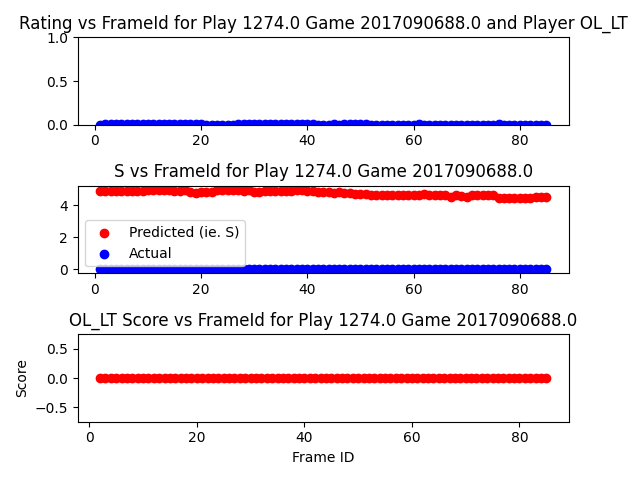 Rating vs FrameId for Play 1274.0 Game 2017090688.0 and Player OL_LT
1.0
0.5
0.0
0 20 40 60 80
S vs FrameId for Play 1274.0 Game 2017090688.0
4
2
0
Predicted (ie. S)
Actual
0 20 40 60 80
OL_LT Score vs FrameId for Play 1274.0 Game 2017090688.0
Score
0.5
0.0
−0.5
0 20 40 60 80
Frame ID